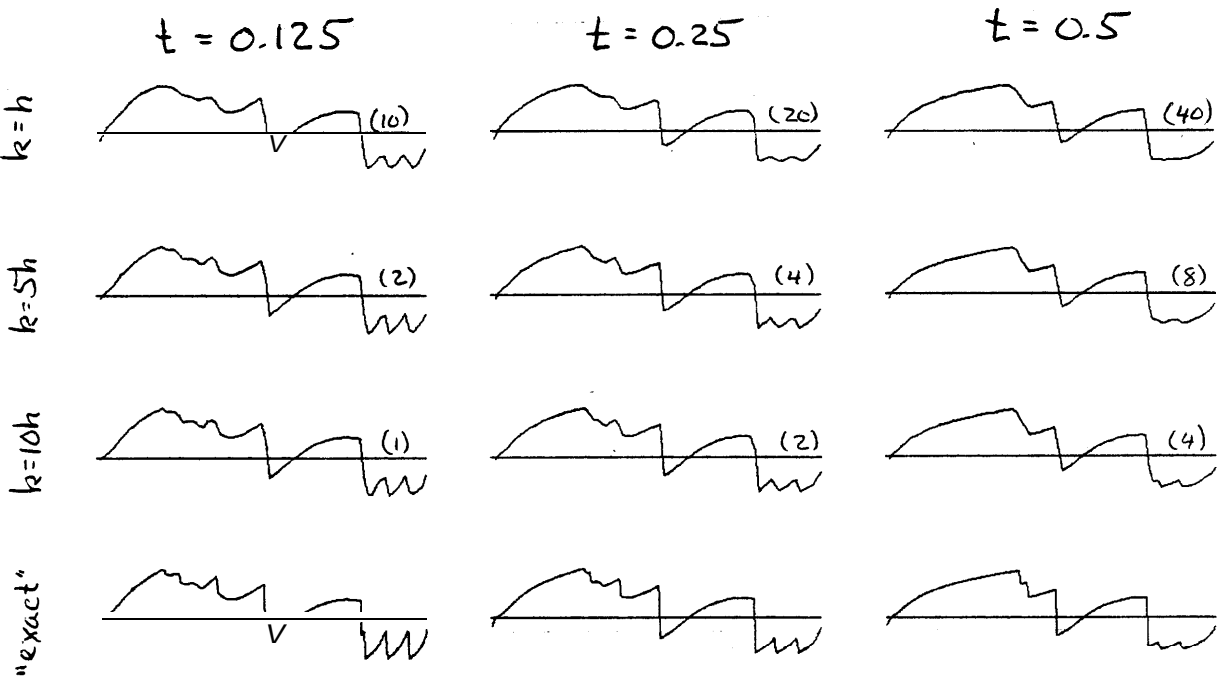 t = 0.125 t = 0.25 t = 0.5
k=h (10) (20) (40)
k=5h (2) (4) (8)
k=10h (1) (2) (4)
"exact"